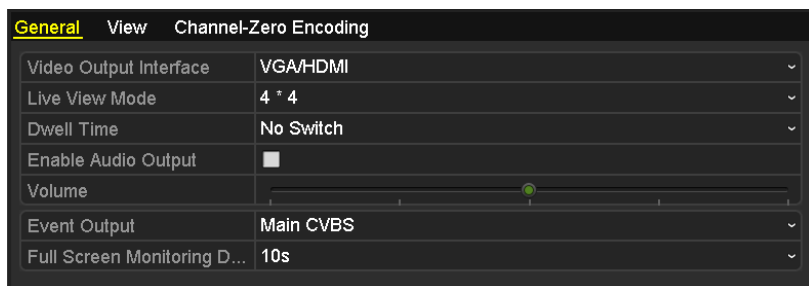 General View Channel-Zero Encoding
Video Output Interface VGA/HDMI
Live View Mode 4 * 4
Dwell Time No Switch
Enable Audio Output
Volume
Event Output Main CVBS
Full Screen Monitoring D... 10s